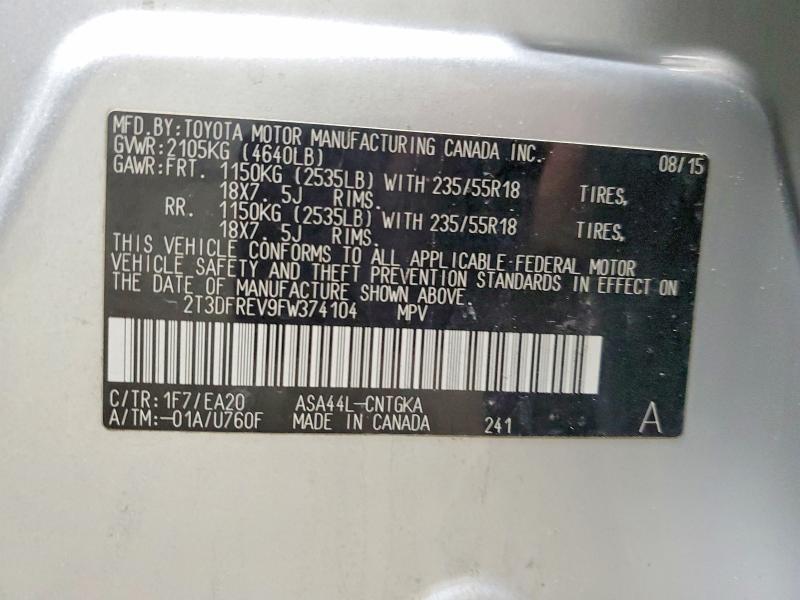 MFD.BY:TOYOTA MOTOR MANUFACTURING CANADA INC. 08/15
GVWR:2105KG (4640LB)
GAWR:FRT. 1150KG (2535LB) WITH 235/55R18 TIRES,
18X7. 5J RIMS.
RR. 1150KG (2535LB) WITH 235/55R18 TIRES,
18X7. 5J RIMS.
THIS VEHICLE CONFORMS TO ALL APPLICABLE FEDERAL MOTOR
VEHICLE SAFETY AND THEFT PREVENTION STANDARDS IN EFFECT ON
THE DATE OF MANUFACTURE SHOWN ABOVE.
2T3DFREV9FW374104 MPV
C/TR:1F7/EA20 ASA44L-CNTGKA
A/TM:-01A/U760F MADE IN CANADA 241 A